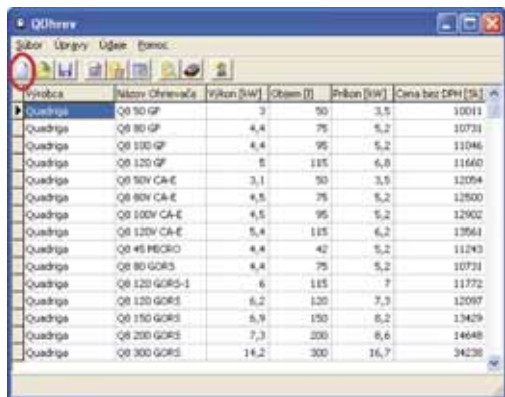 QDhrev
Súbor Úpravy Údaje Pomoc
Výrobca Názov Ohrievača Výkon [kW] Objem [l] Príkon [kW] Cena bez DPH [Sk]
Quadriga Q8 50 GP 3 50 3,5 10011
Quadriga Q8 80 GP 4,4 75 5,2 10731
Quadriga Q8 100 GP 4,4 95 5,2 11046
Quadriga Q8 120 GP 5 115 6,8 11660
Quadriga Q8 50V CA-E 3,1 50 3,5 12054
Quadriga Q8 80V CA-E 4,5 75 5,2 12500
Quadriga Q8 100V CA-E 4,5 95 5,2 12902
Quadriga Q8 120V CA-E 5,4 115 6,2 13561
Quadriga Q8 45 MICRO 4,4 42 5,2 11243
Quadriga Q8 80 GORS 4,4 75 5,2 10731
Quadriga Q8 120 GORS-1 6 115 7 11772
Quadriga Q8 120 GORS 6,2 120 7,3 12097
Quadriga Q8 150 GORS 6,9 150 8,2 13429
Quadriga Q8 200 GORS 7,3 200 8,6 14648
Quadriga Q8 300 GORS 14,2 300 16,7 34238